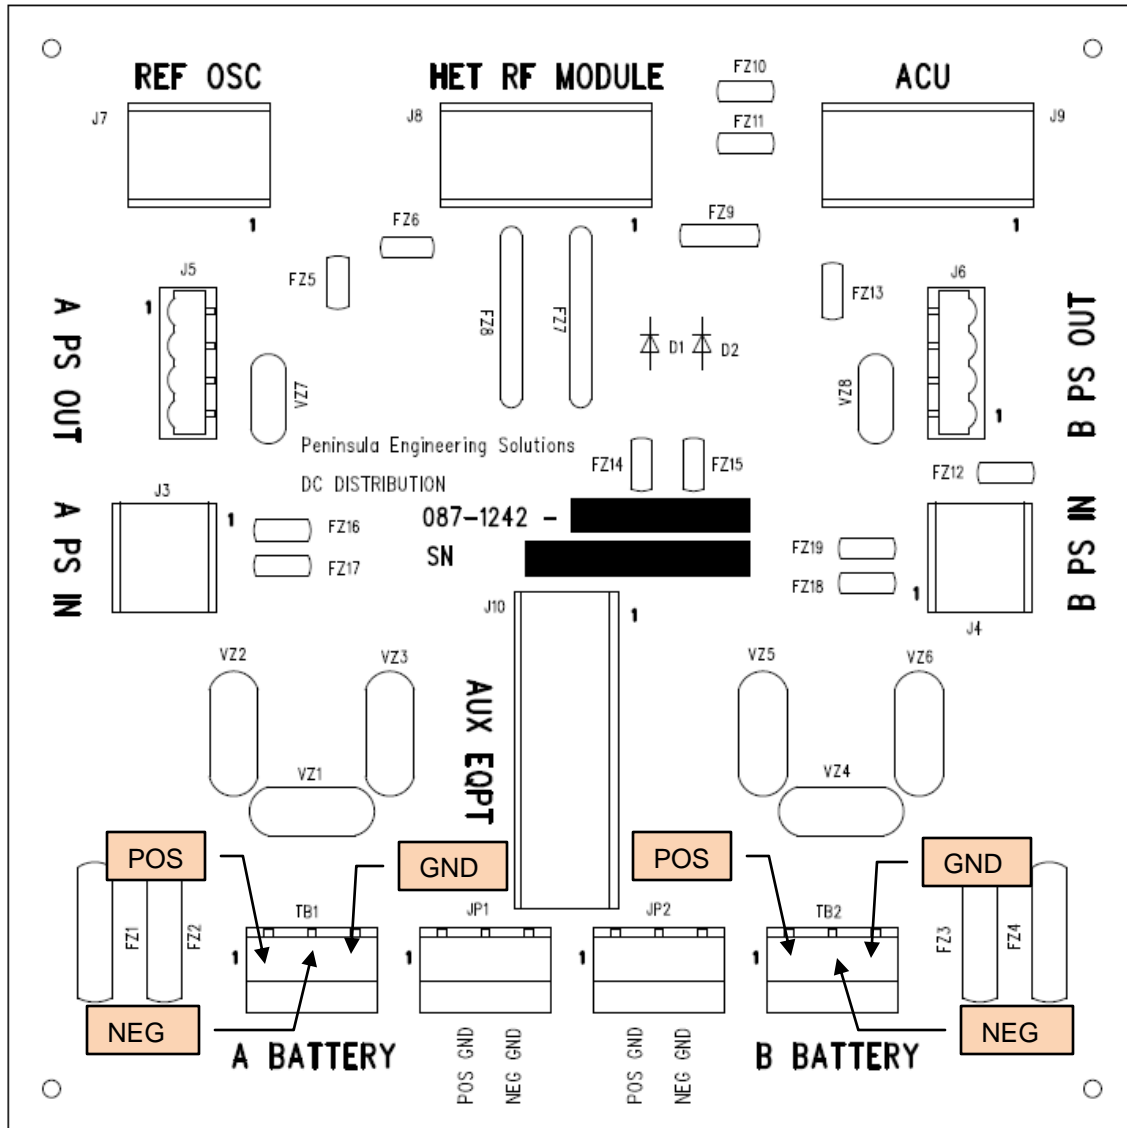 REF OSC
HET RF MODULE
ACU
FZ10
FZ11
J7
J8
J9
1
1
1
FZ6
FZ9
FZ5
FZ8
FZ7
FZ13
J5
J6
1
1
A PS OUT
B PS OUT
D1
D2
VZ7
VZ8
Peninsula Engineering Solutions
DC DISTRIBUTION
087-1242 -
SN
FZ14
FZ15
FZ12
J3
1
A PS IN
FZ16
FZ17
FZ19
FZ18
1
J4
B PS IN
J10
1
AUX EQPT
VZ2
VZ3
VZ1
VZ5
VZ6
VZ4
POS
GND
POS
GND
FZ1
FZ2
TB1
JP1
JP2
TB2
FZ3
FZ4
1
1
1
1
NEG
NEG
A BATTERY
B BATTERY
POS GND
NEG GND
POS GND
NEG GND